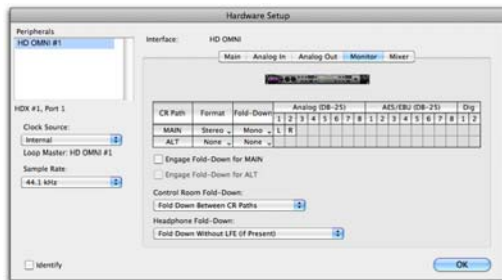 Hardware Setup
Peripherals
HD OMNI #1
Interface: HD OMNI
Main Analog In Analog Out Monitor Mixer
HDX #1, Port 1
Clock Source:
Internal
Loop Master: HD OMNI #1
Sample Rate:
44.1 kHz
CR Path Format Fold-Down Analog (DB-25) AES/EBU (DB-25) Dig
1 2 3 4 5 6 7 8 1 2 3 4 5 6 7 8 1 2
MAIN Stereo Mono L R
ALT None None
Engage Fold-Down for MAIN
Engage Fold-Down for ALT
Control Room Fold-Down:
Fold Down Between CR Paths
Headphone Fold-Down:
Fold Down Without LFE (if Present)
Identify
OK